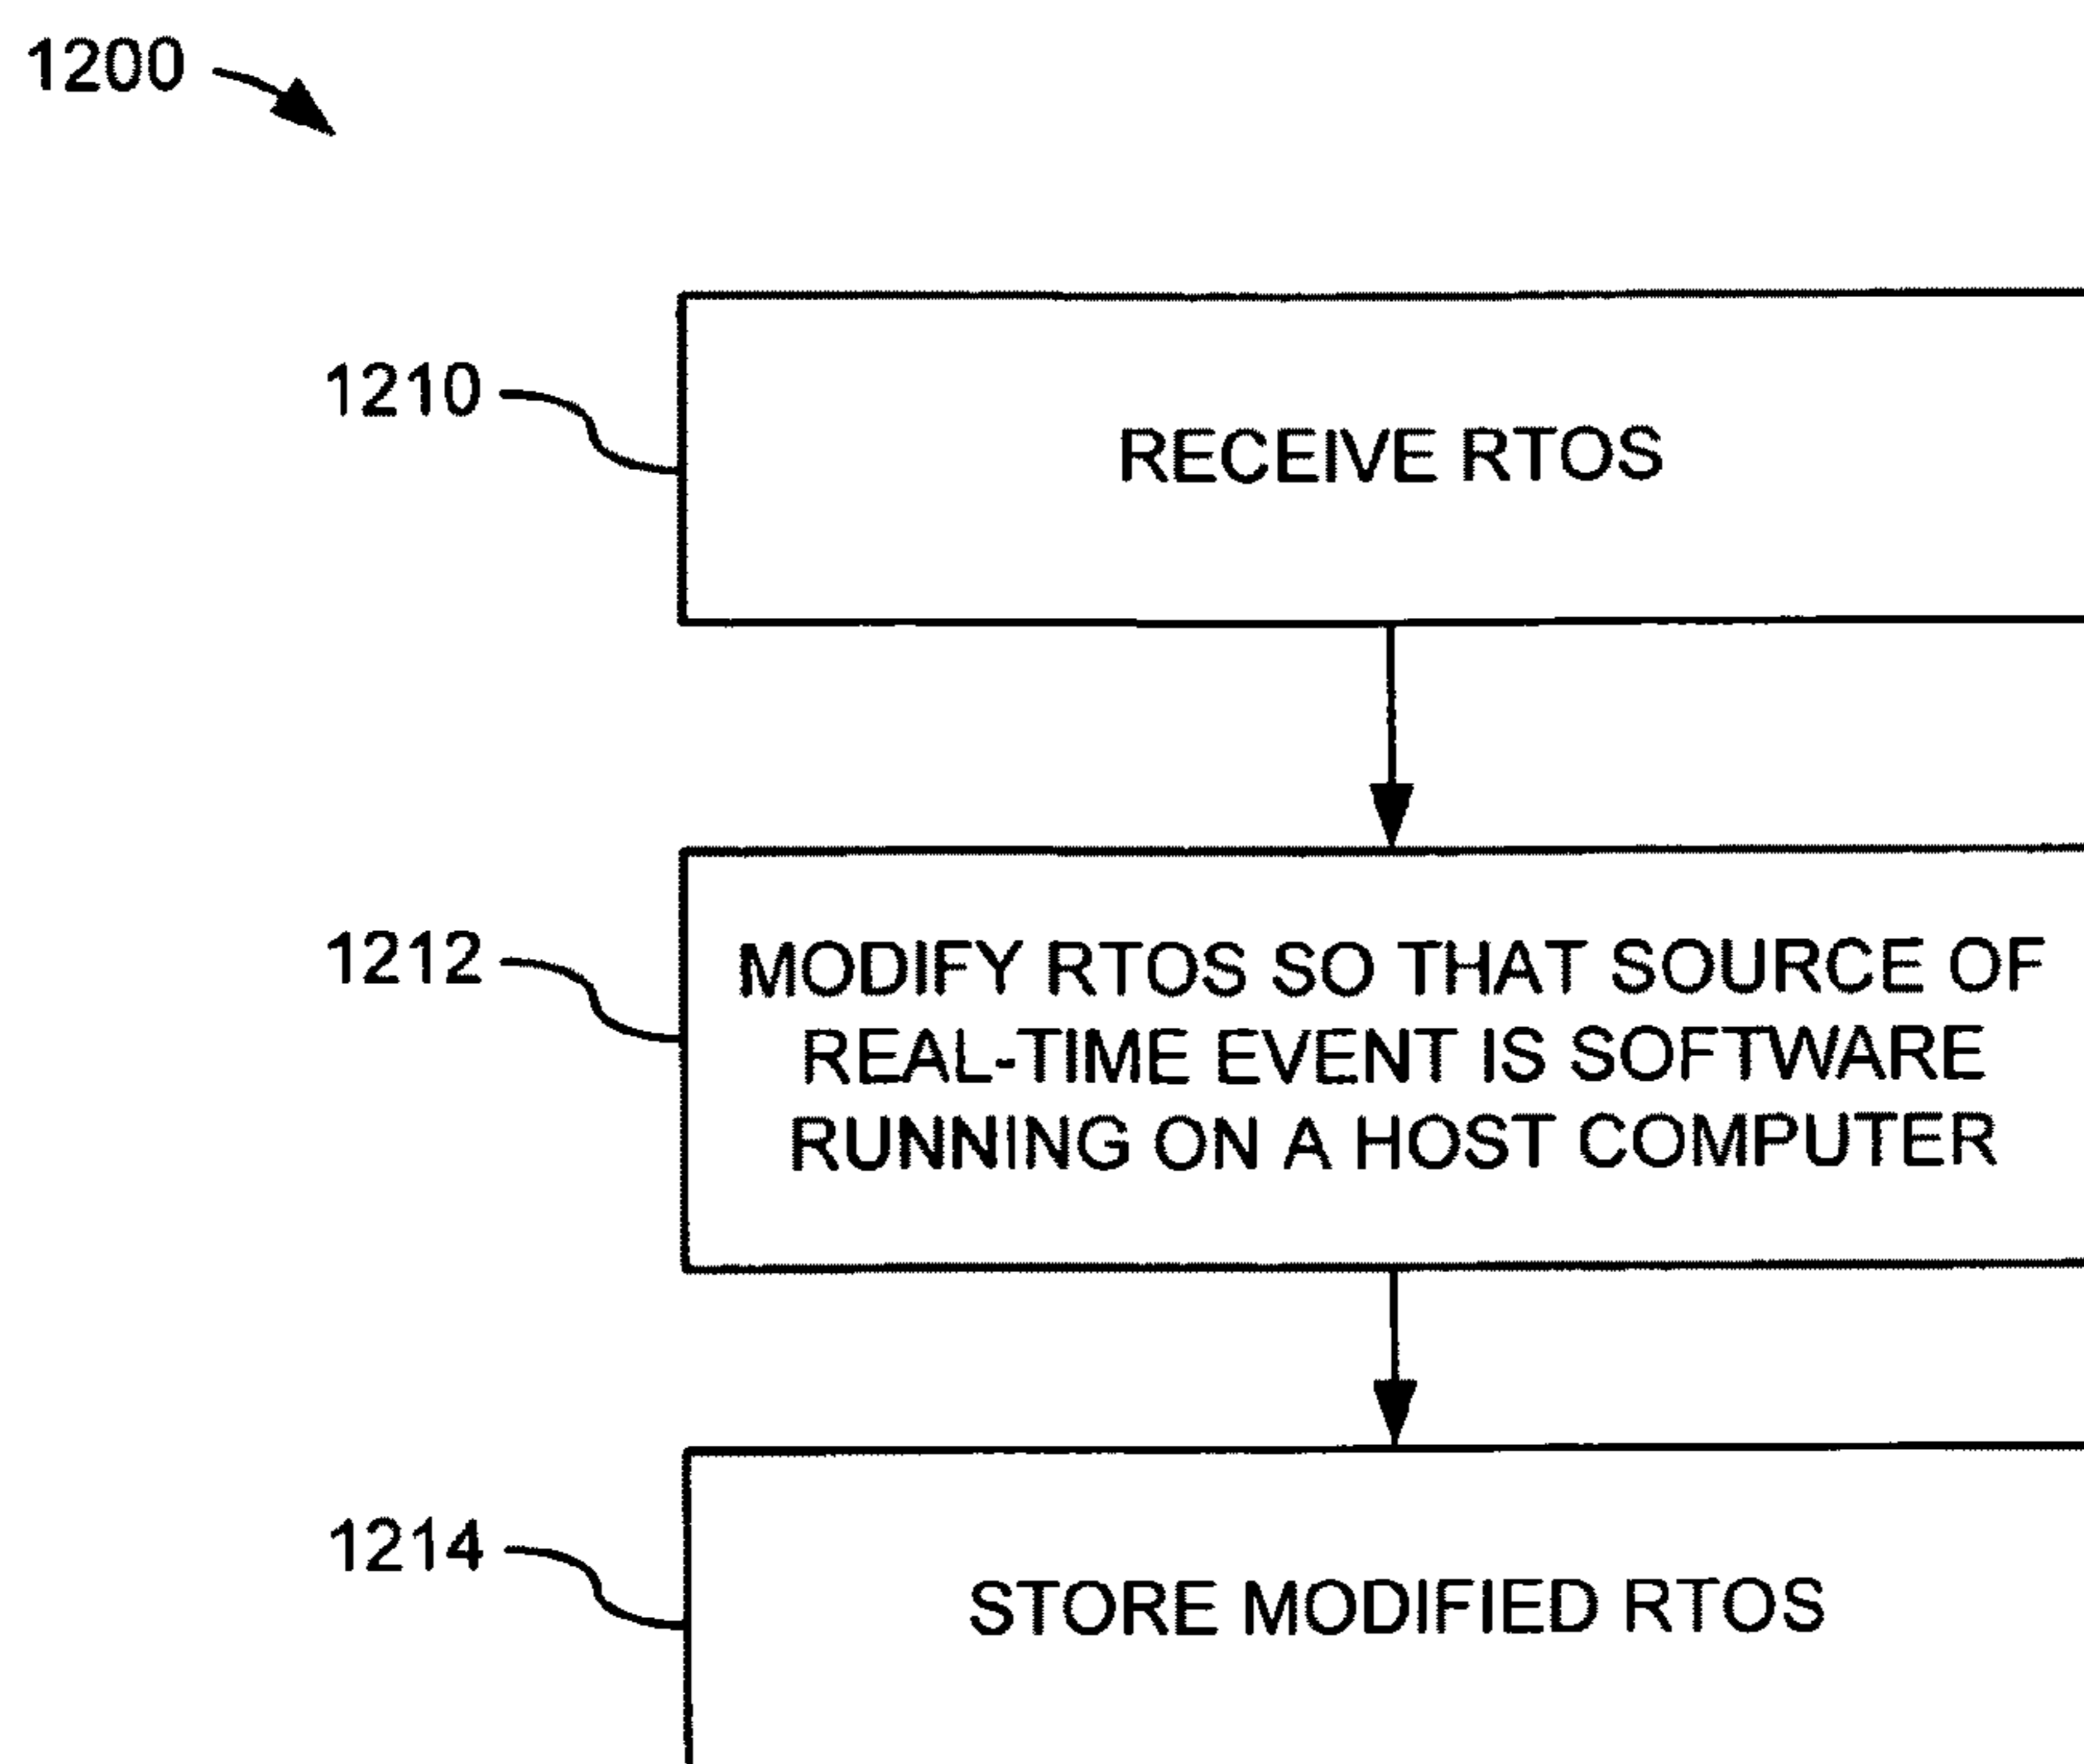 1200
1210
RECEIVE RTOS
1212
MODIFY RTOS SO THAT SOURCE OF
REAL-TIME EVENT IS SOFTWARE
RUNNING ON A HOST COMPUTER
1214
STORE MODIFIED RTOS